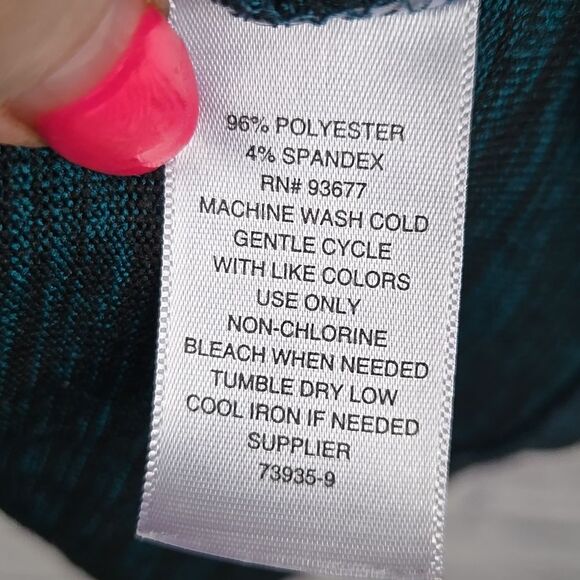 96% POLYESTER
4% SPANDEX
RN# 93677
MACHINE WASH COLD
GENTLE CYCLE
WITH LIKE COLORS
USE ONLY
NON-CHLORINE
BLEACH WHEN NEEDED
TUMBLE DRY LOW
COOL IRON IF NEEDED
SUPPLIER
73935-9